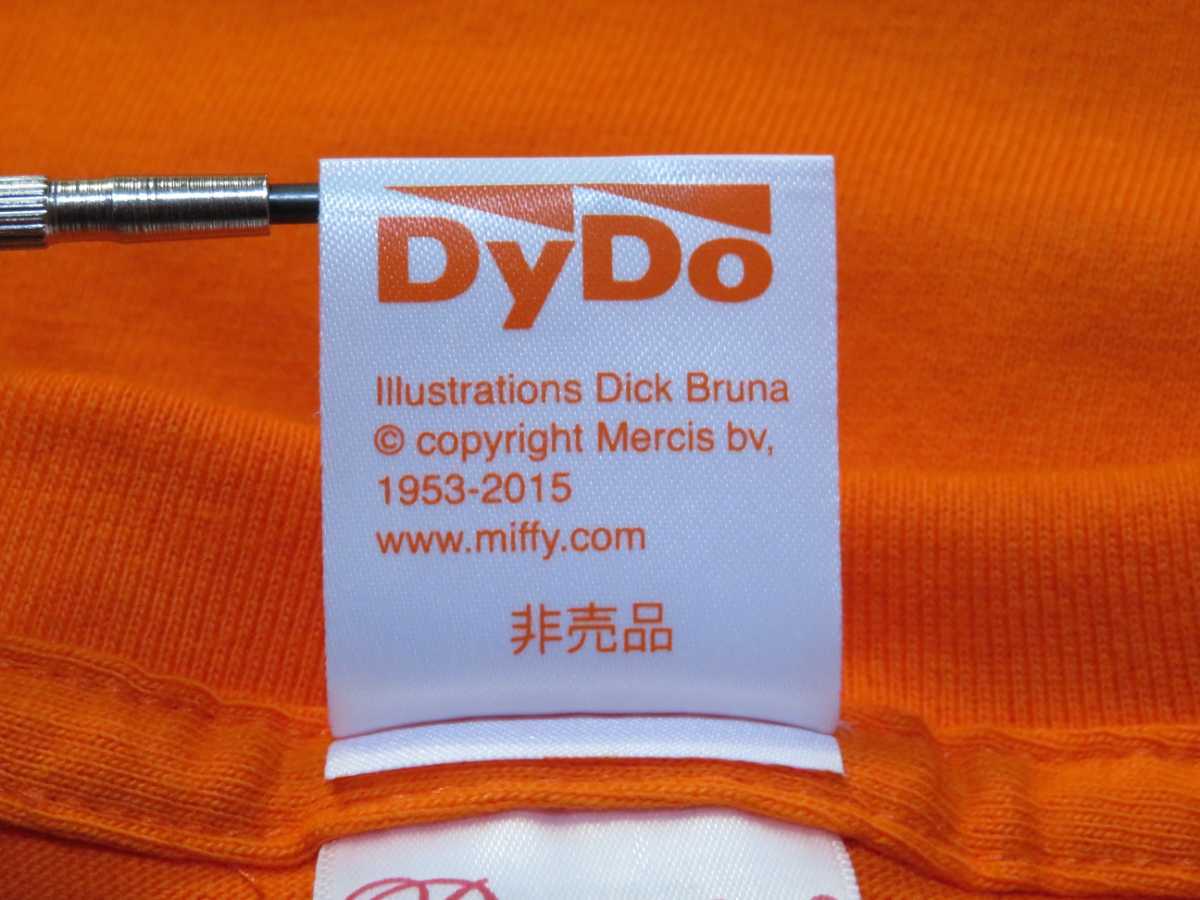 DyDo
Illustrations Dick Bruna
© copyright Mercis bv,
1953-2015
www.miffy.com
非売品